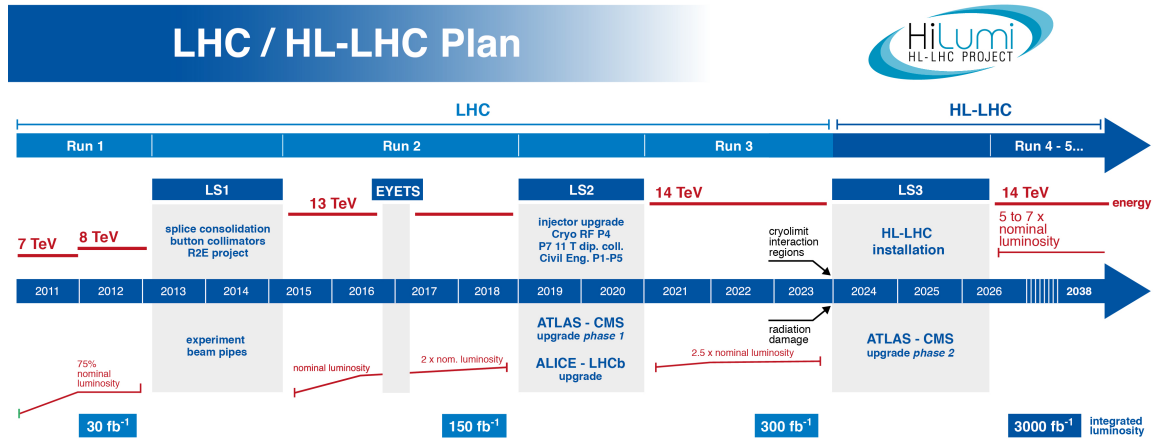 LHC / HL-LHC Plan
HiLumi
HL-LHC PROJECT
LHC
HL-LHC
Run 1
Run 2
Run 3
Run 4 - 5...
LS1
EYETS
LS2
LS3
splice consolidation
button collimators
R2E project
injector upgrade
Cryo RF P4
P7 11 T dip. coll.
Civil Eng. P1-P5
HL-LHC
installation
7 TeV
8 TeV
13 TeV
14 TeV
14 TeV
energy
5 to 7 x
nominal
luminosity
cryolimit
interaction
regions
2011 2012 2013 2014 2015 2016 2017 2018 2019 2020 2021 2022 2023 2024 2025 2026 2038
experiment
beam pipes
ATLAS - CMS
upgrade phase 1
ALICE - LHCb
upgrade
radiation
damage
ATLAS - CMS
upgrade phase 2
75%
nominal
luminosity
nominal luminosity
2 x nom. luminosity
2.5 x nominal luminosity
30 fb-1
150 fb-1
300 fb-1
3000 fb-1
integrated
luminosity